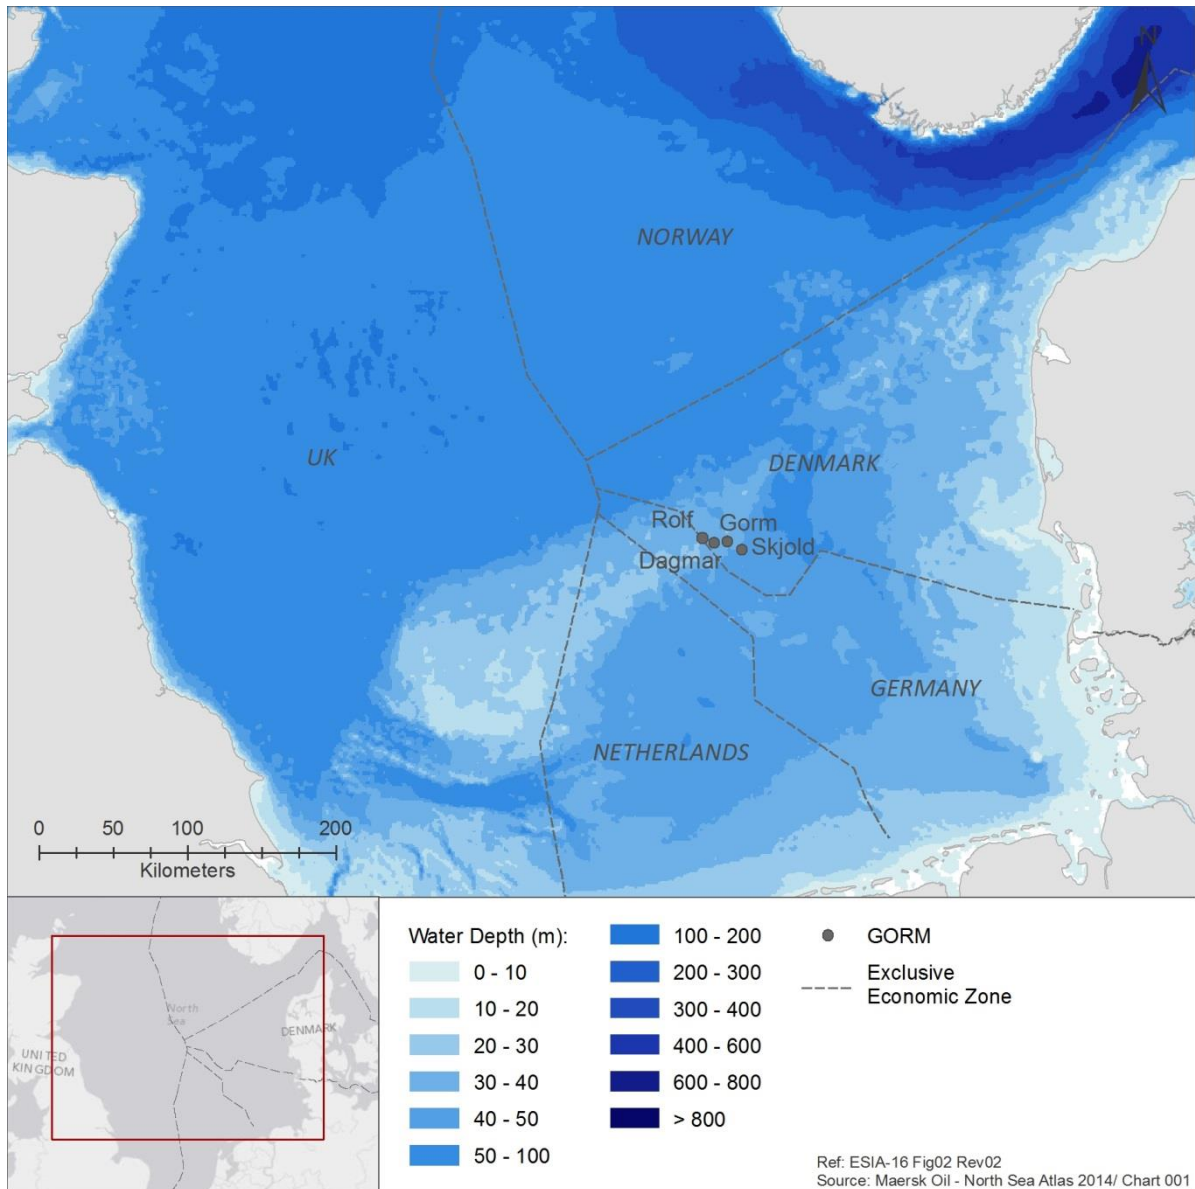 N
NORWAY
UK
DENMARK
Rolf
Gorm
Dagmar
Skjold
GERMANY
NETHERLANDS
0 50 100 200
Kilometers
North
Sea
DENMARK
UNITED
KINGDOM
Water Depth (m):
0 - 10
10 - 20
20 - 30
30 - 40
40 - 50
50 - 100
100 - 200
200 - 300
300 - 400
400 - 600
600 - 800
> 800
GORM
Exclusive
Economic Zone
Ref: ESIA-16 Fig02 Rev02
Source: Maersk Oil - North Sea Atlas 2014/ Chart 001